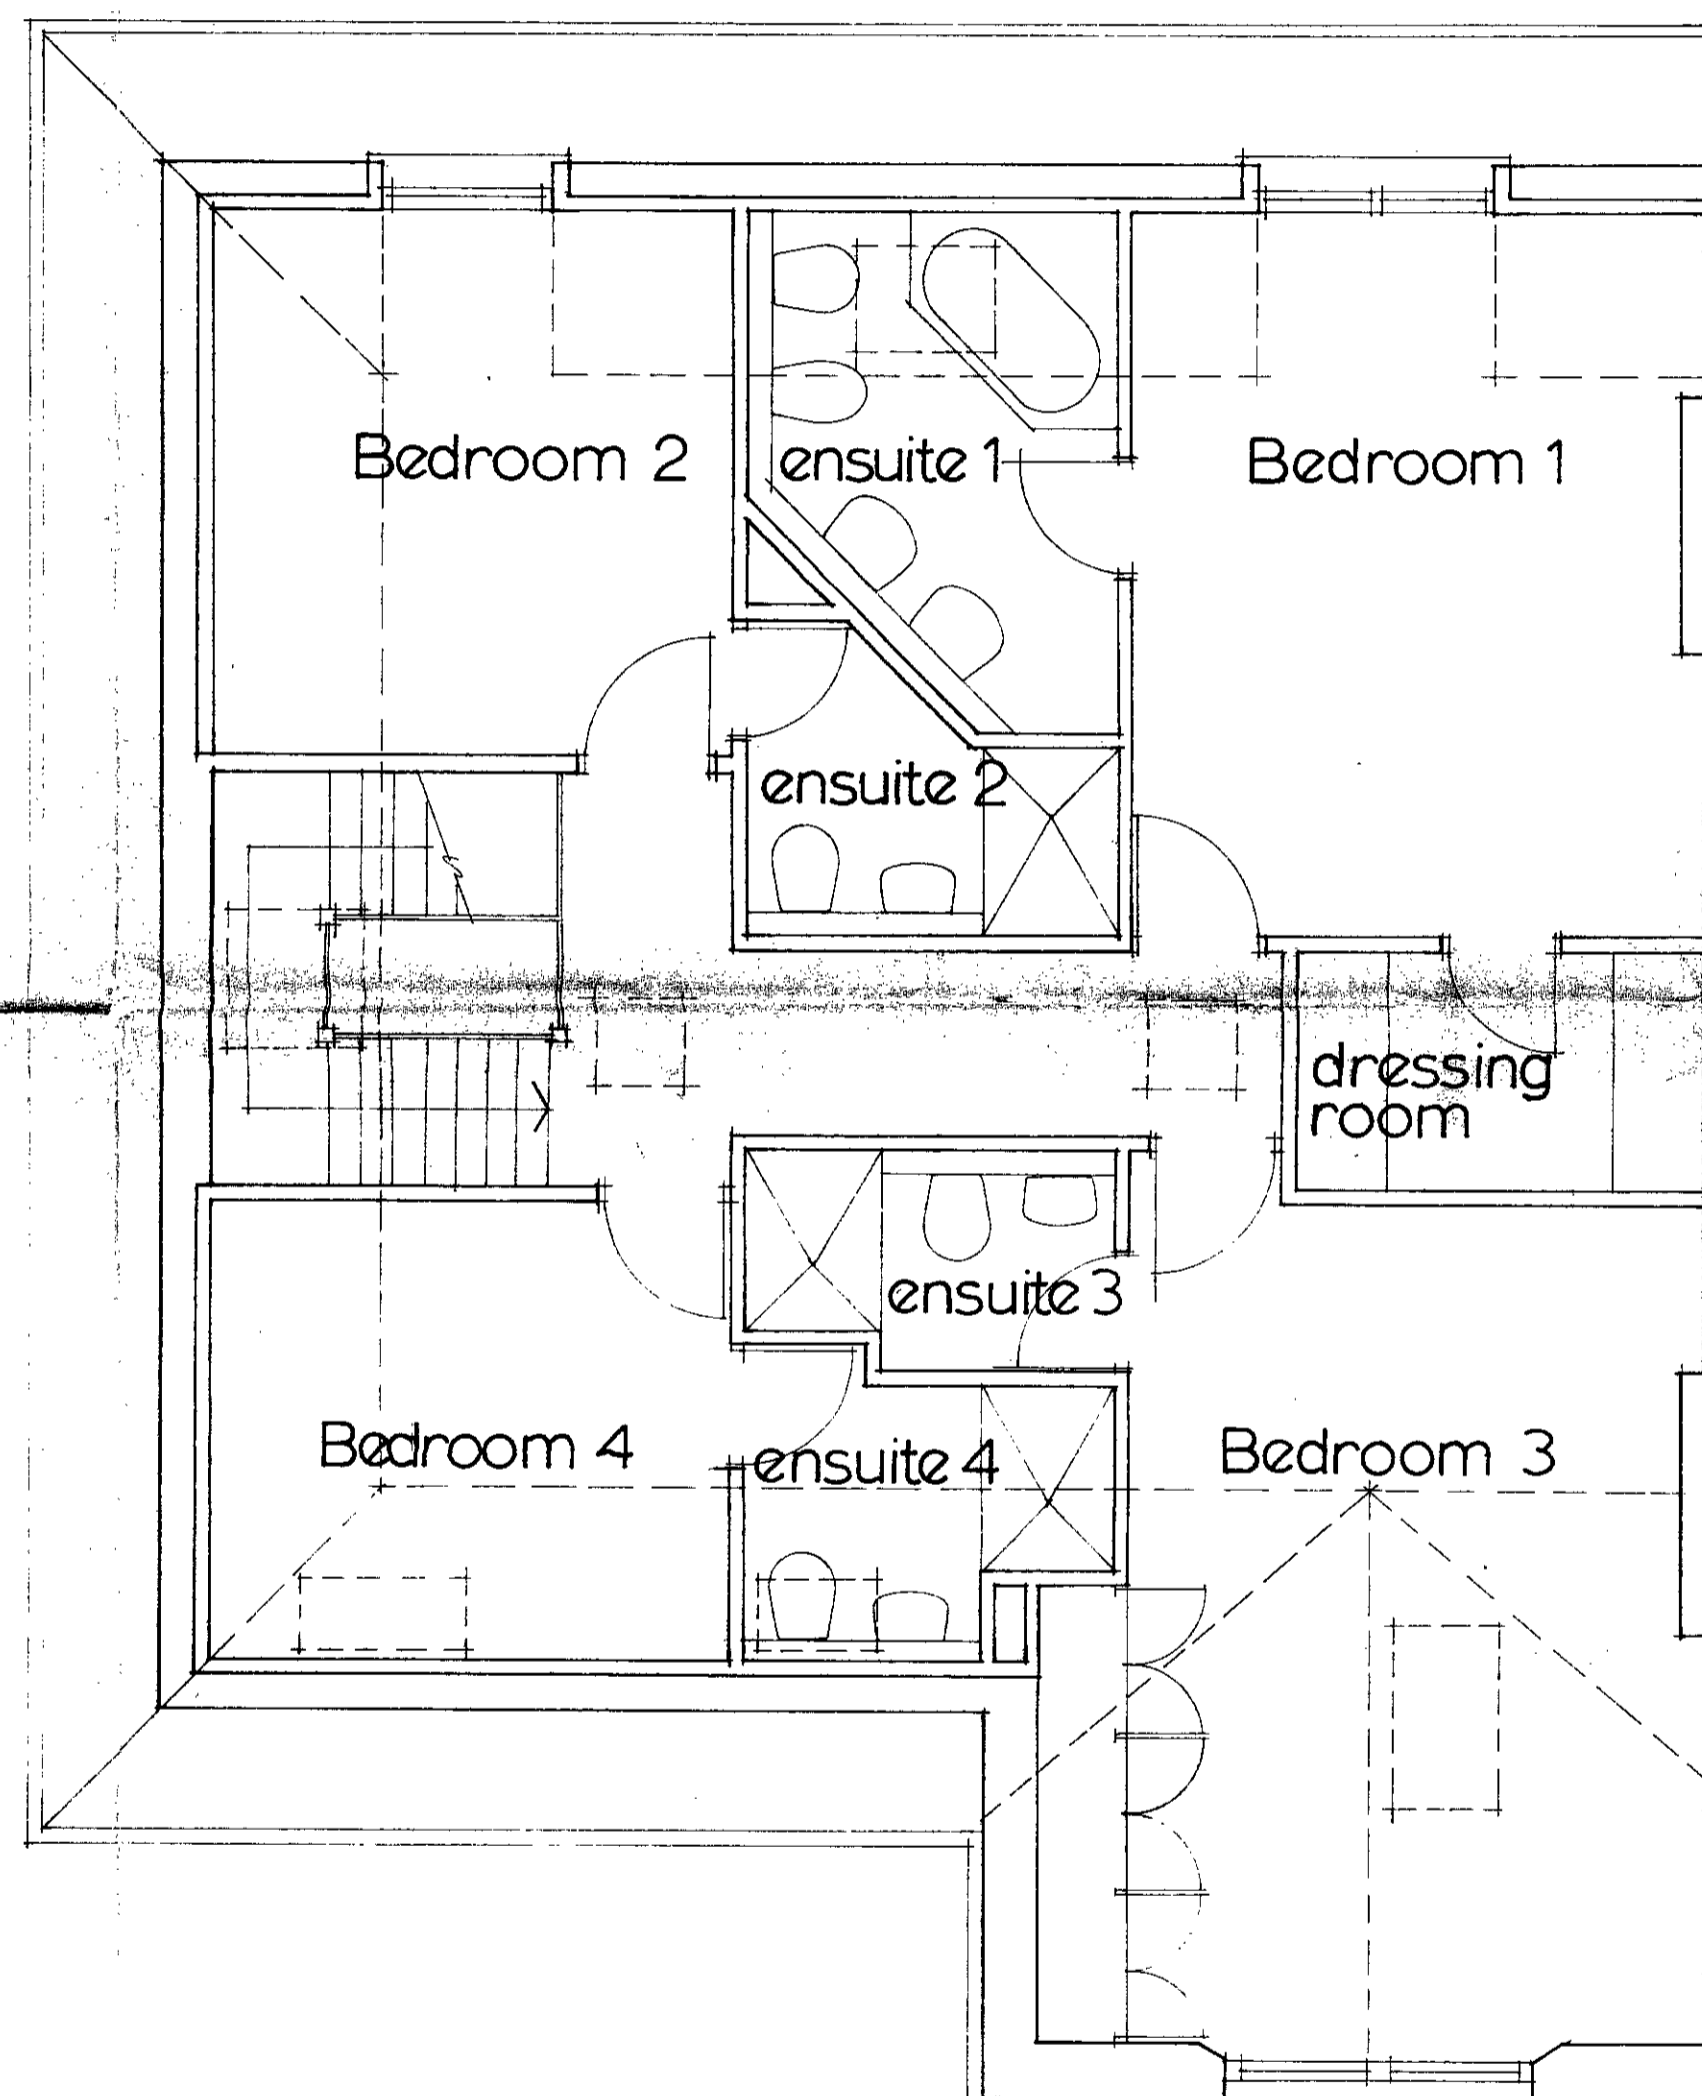 Bedroom 2
ensuite 1
Bedroom 1
ensuite 2
dressing
room
ensuite 3
Bedroom 4
ensuite 4
Bedroom 3